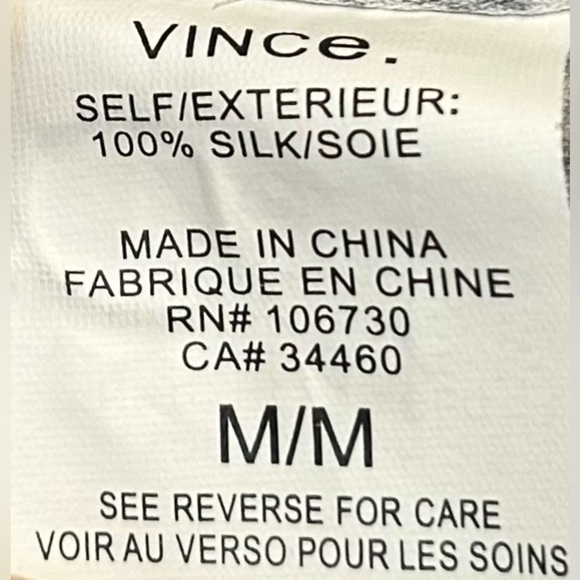 VINCe.
SELF/EXTERIEUR:
100% SILK/SOIE
MADE IN CHINA
FABRIQUE EN CHINE
RN# 106730
CA# 34460
M/M
SEE REVERSE FOR CARE
VOIR AU VERSO POUR LES SOINS